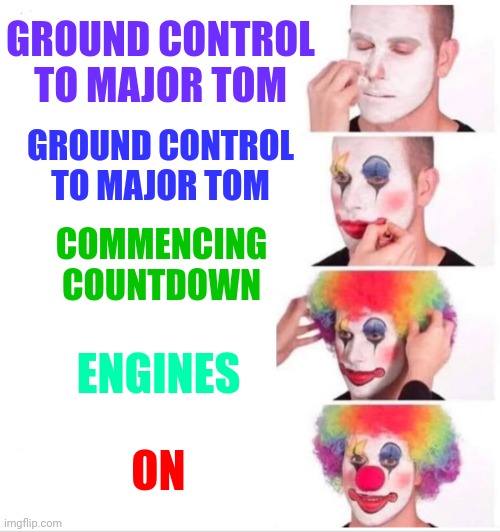 GROUND CONTROL
TO MAJOR TOM
GROUND CONTROL
TO MAJOR TOM
COMMENCING
COUNTDOWN
ENGINES
ON
imgflip.com